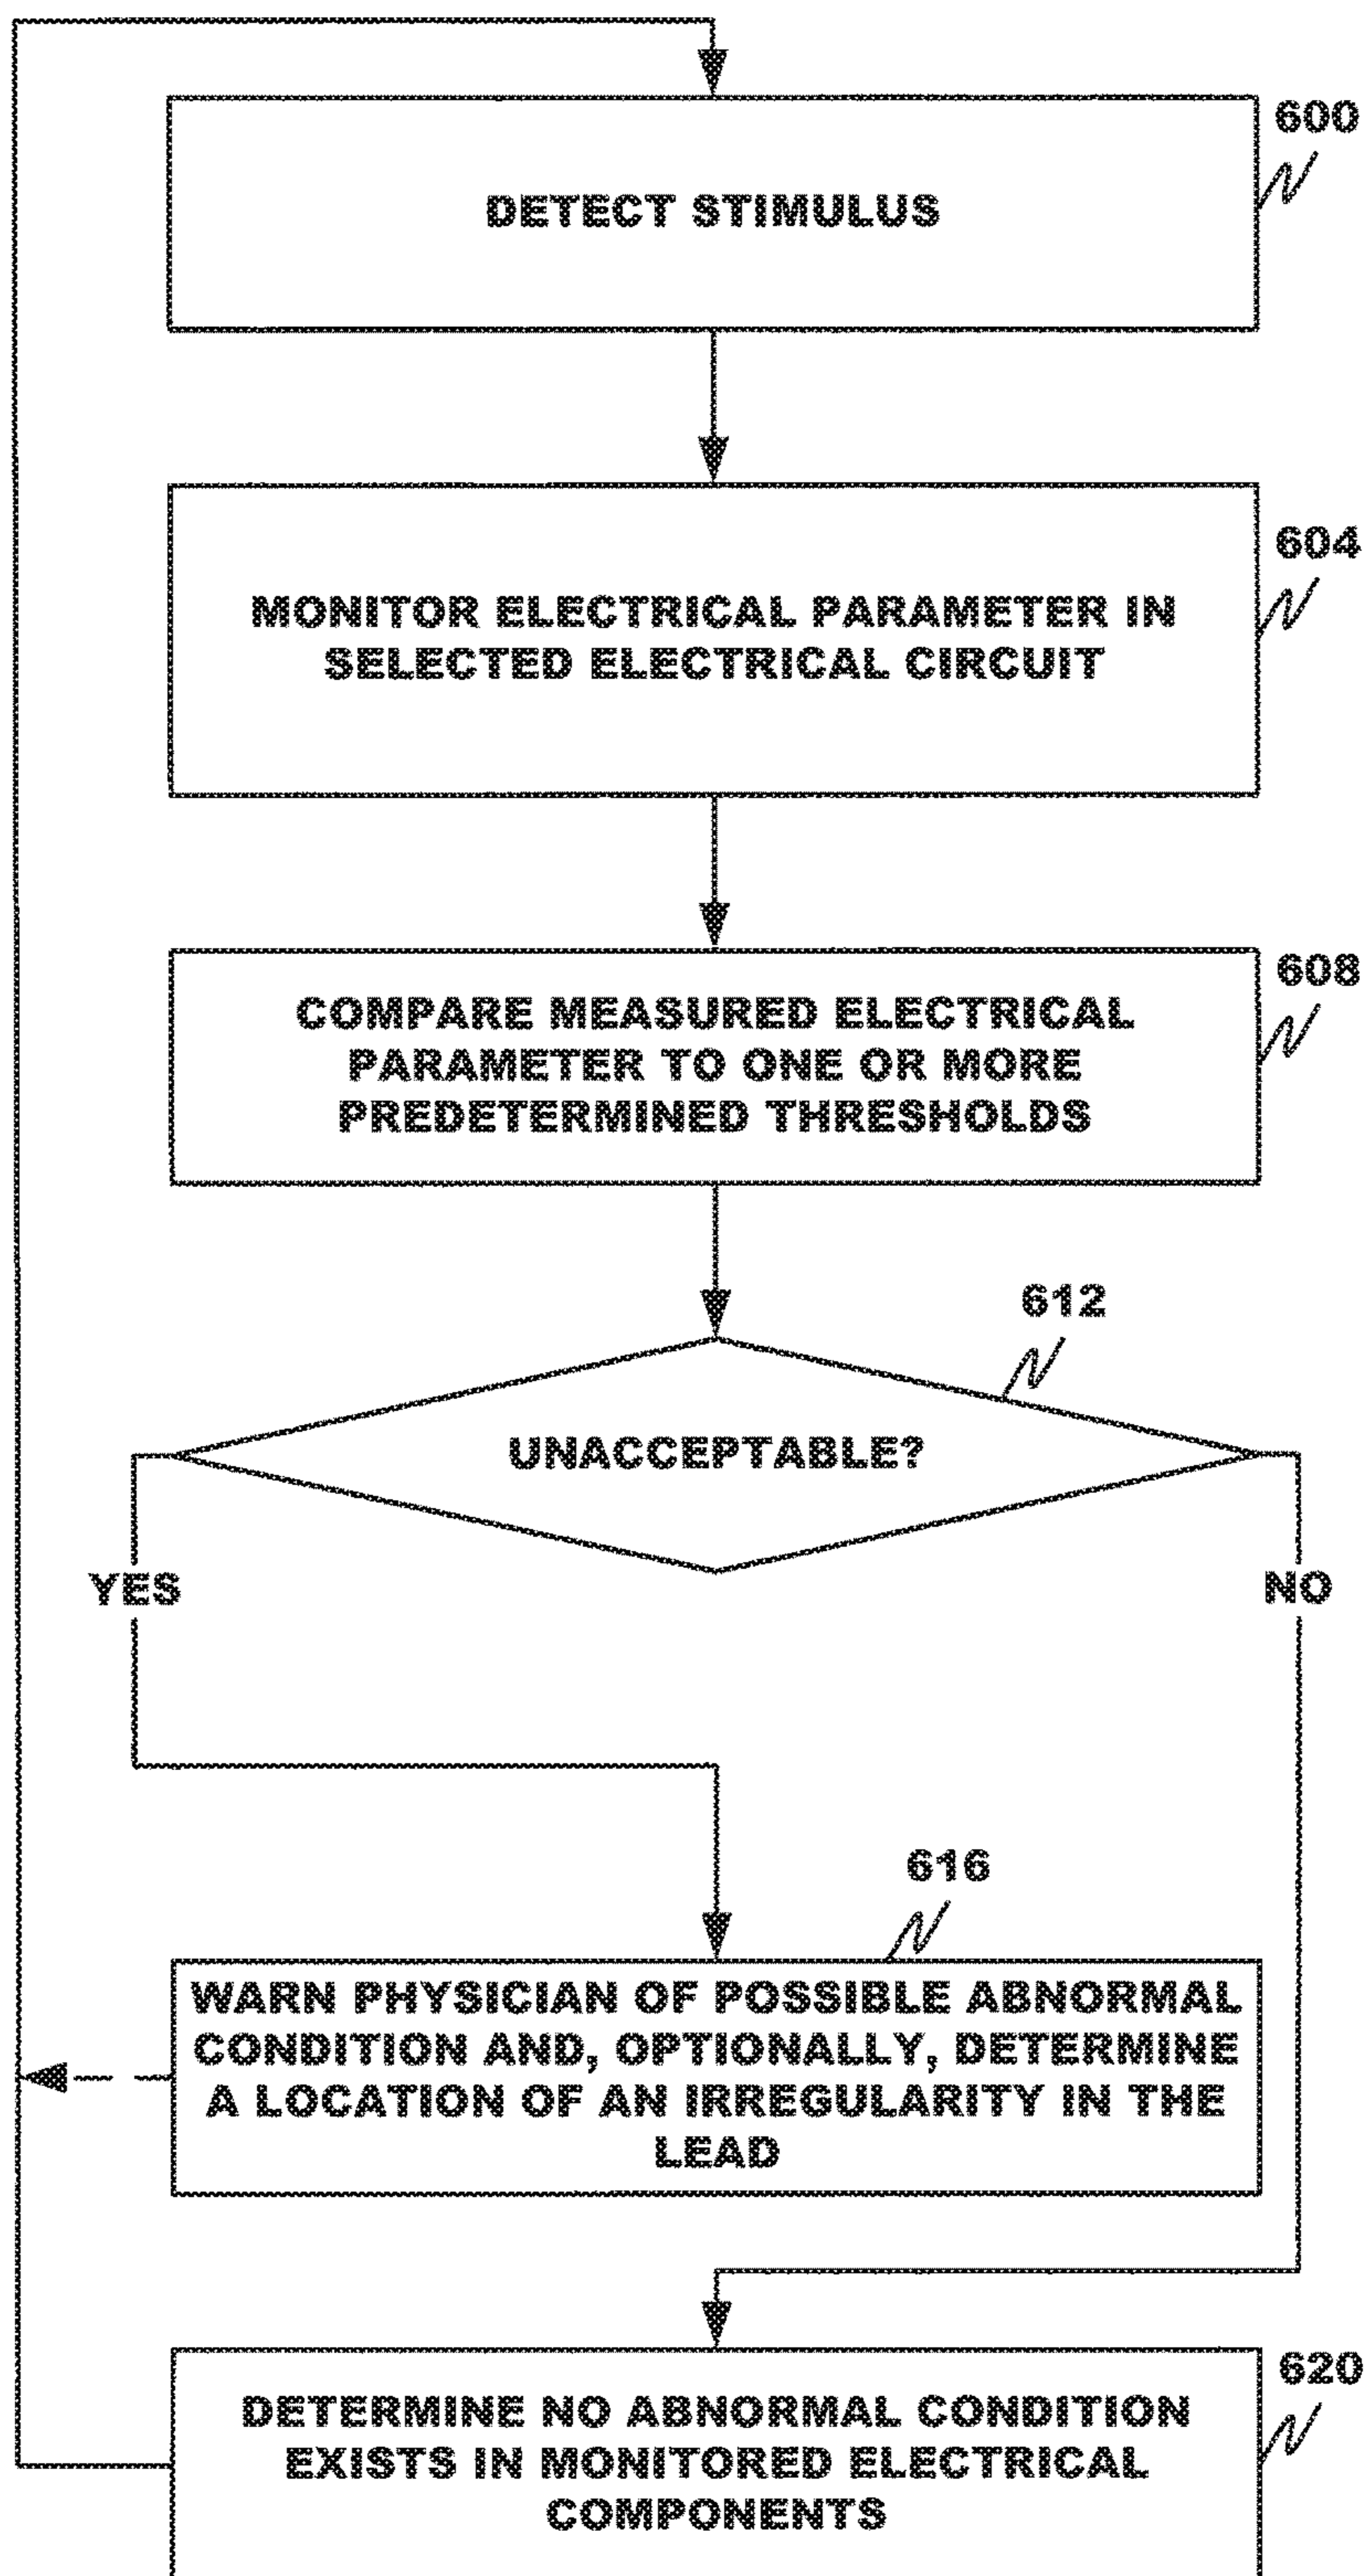 600
DETECT STIMULUS
604
MONITOR ELECTRICAL PARAMETER IN
SELECTED ELECTRICAL CIRCUIT
608
COMPARE MEASURED ELECTRICAL
PARAMETER TO ONE OR MORE
PREDETERMINED THRESHOLDS
612
UNACCEPTABLE?
YES
NO
616
WARN PHYSICIAN OF POSSIBLE ABNORMAL
CONDITION AND, OPTIONALLY, DETERMINE
A LOCATION OF AN IRREGULARITY IN THE
LEAD
620
DETERMINE NO ABNORMAL CONDITION
EXISTS IN MONITORED ELECTRICAL
COMPONENTS